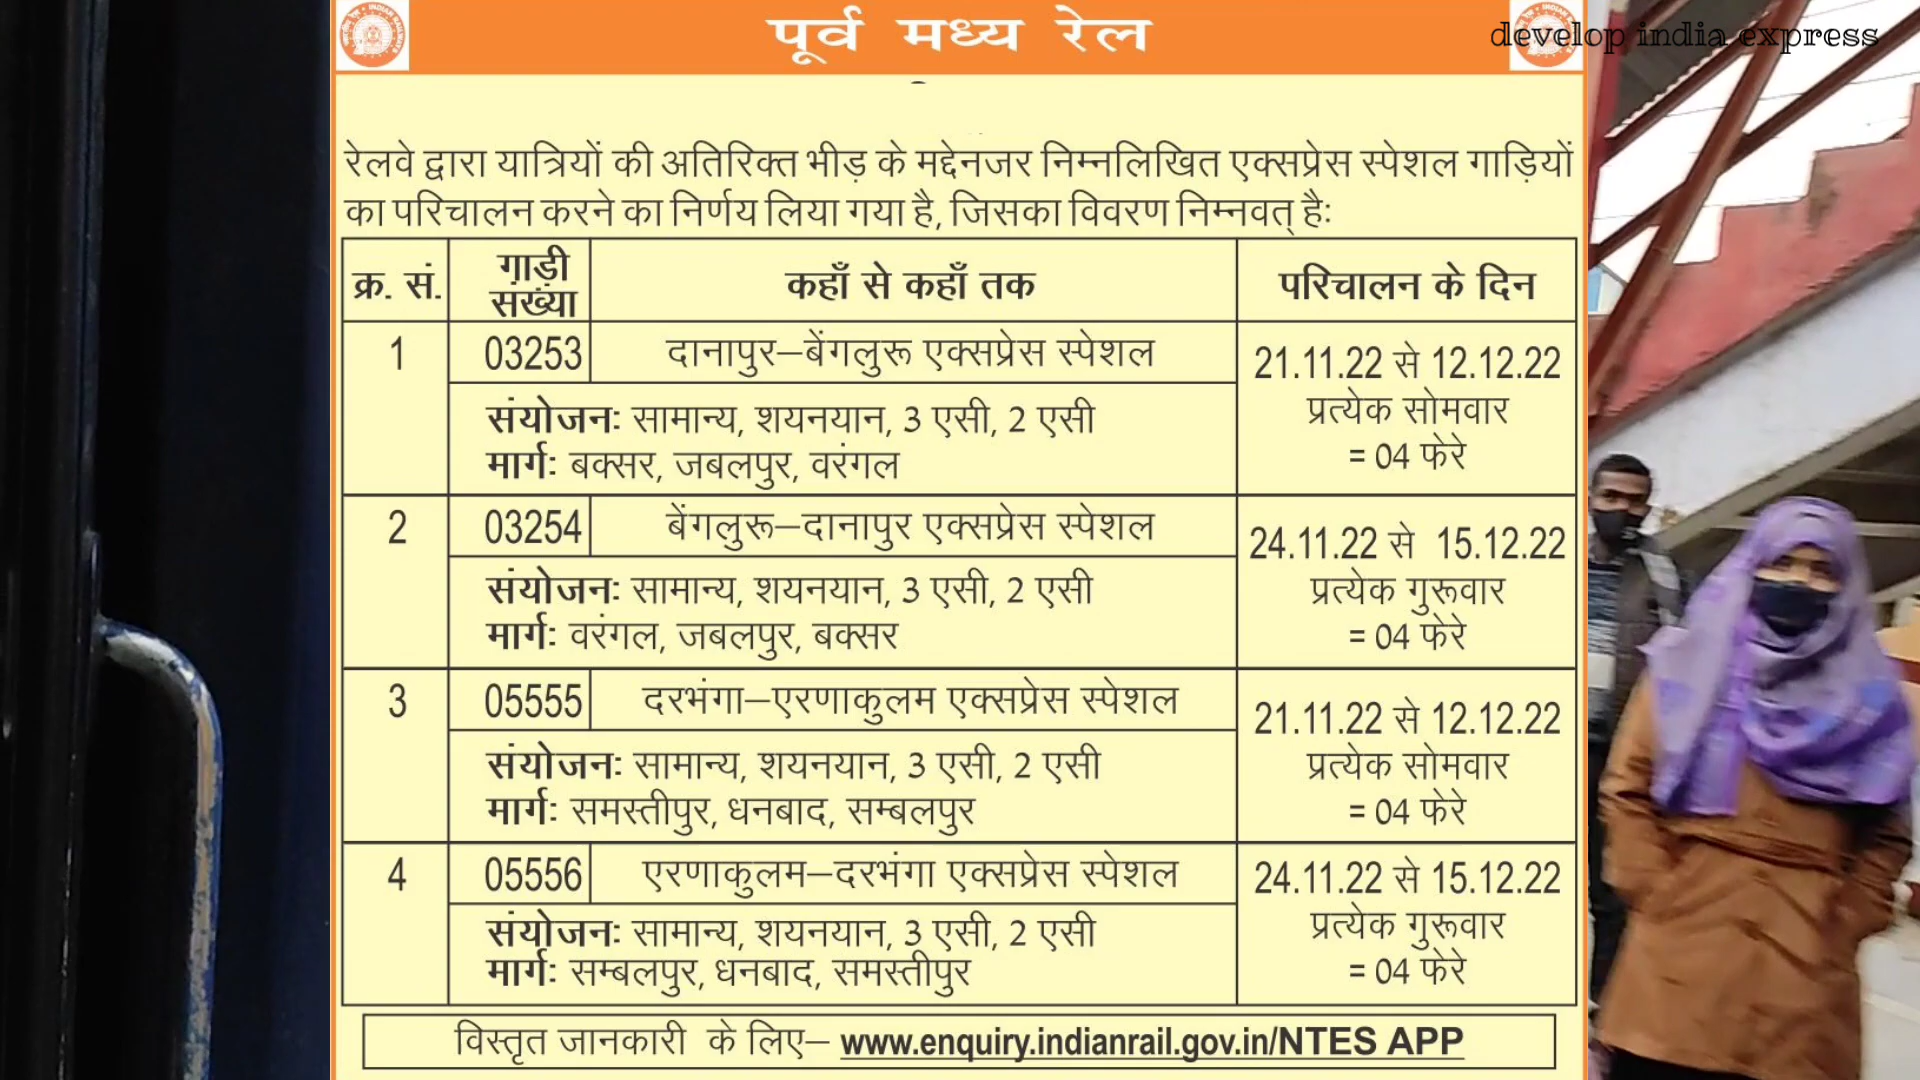 पूर्व मध्य रेल
develop india express
रेलवे द्वारा यात्रियों की अतिरिक्त भीड़ के मद्देनजर निम्नलिखित एक्सप्रेस स्पेशल गाड़ियों
का परिचालन करने का निर्णय लिया गया है, जिसका विवरण निम्नवत् हैः
क्र. सं. गाड़ी संख्या कहाँ से कहाँ तक परिचालन के दिन
1 03253 दानापुर–बेंगलुरू एक्सप्रेस स्पेशल
संयोजनः सामान्य, शयनयान, 3 एसी, 2 एसी
मार्गः बक्सर, जबलपुर, वरंगल
21.11.22 से 12.12.22
प्रत्येक सोमवार
= 04 फेरे
2 03254 बेंगलुरू–दानापुर एक्सप्रेस स्पेशल
संयोजनः सामान्य, शयनयान, 3 एसी, 2 एसी
मार्गः वरंगल, जबलपुर, बक्सर
24.11.22 से 15.12.22
प्रत्येक गुरूवार
= 04 फेरे
3 05555 दरभंगा–एरणाकुलम एक्सप्रेस स्पेशल
संयोजनः सामान्य, शयनयान, 3 एसी, 2 एसी
मार्गः समस्तीपुर, धनबाद, सम्बलपुर
21.11.22 से 12.12.22
प्रत्येक सोमवार
= 04 फेरे
4 05556 एरणाकुलम–दरभंगा एक्सप्रेस स्पेशल
संयोजनः सामान्य, शयनयान, 3 एसी, 2 एसी
मार्गः सम्बलपुर, धनबाद, समस्तीपुर
24.11.22 से 15.12.22
प्रत्येक गुरूवार
= 04 फेरे
विस्तृत जानकारी के लिए– www.enquiry.indianrail.gov.in/NTES APP